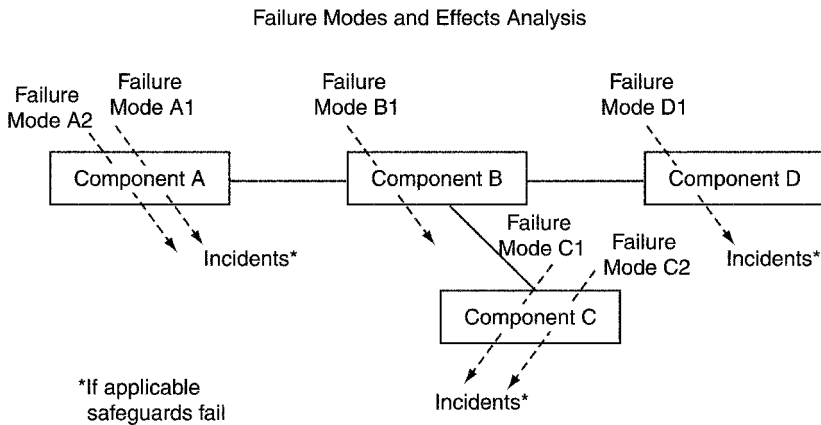 Failure Modes and Effects Analysis
Failure
Mode A2
Failure
Mode A1
Failure
Mode B1
Failure
Mode D1
Component A
Component B
Component D
Incidents*
Failure
Mode C1
Failure
Mode C2
Incidents*
Component C
Incidents*
*If applicable
safeguards fail